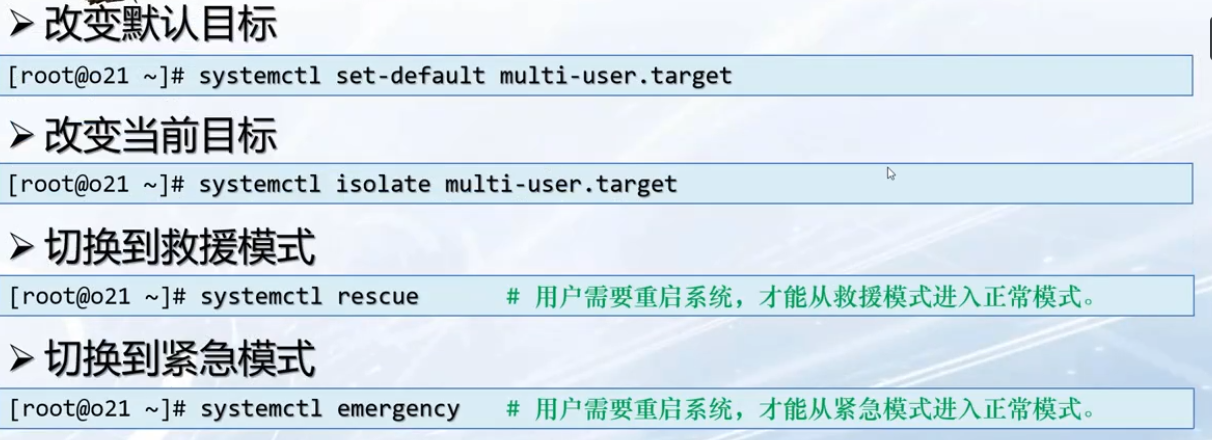 ➢ 改变默认目标
[root@o21 ~]# systemctl set-default multi-user.target
➢ 改变当前目标
[root@o21 ~]# systemctl isolate multi-user.target
➢ 切换到救援模式
[root@o21 ~]# systemctl rescue # 用户需要重启系统，才能从救援模式进入正常模式。
➢ 切换到紧急模式
[root@o21 ~]# systemctl emergency # 用户需要重启系统，才能从紧急模式进入正常模式。